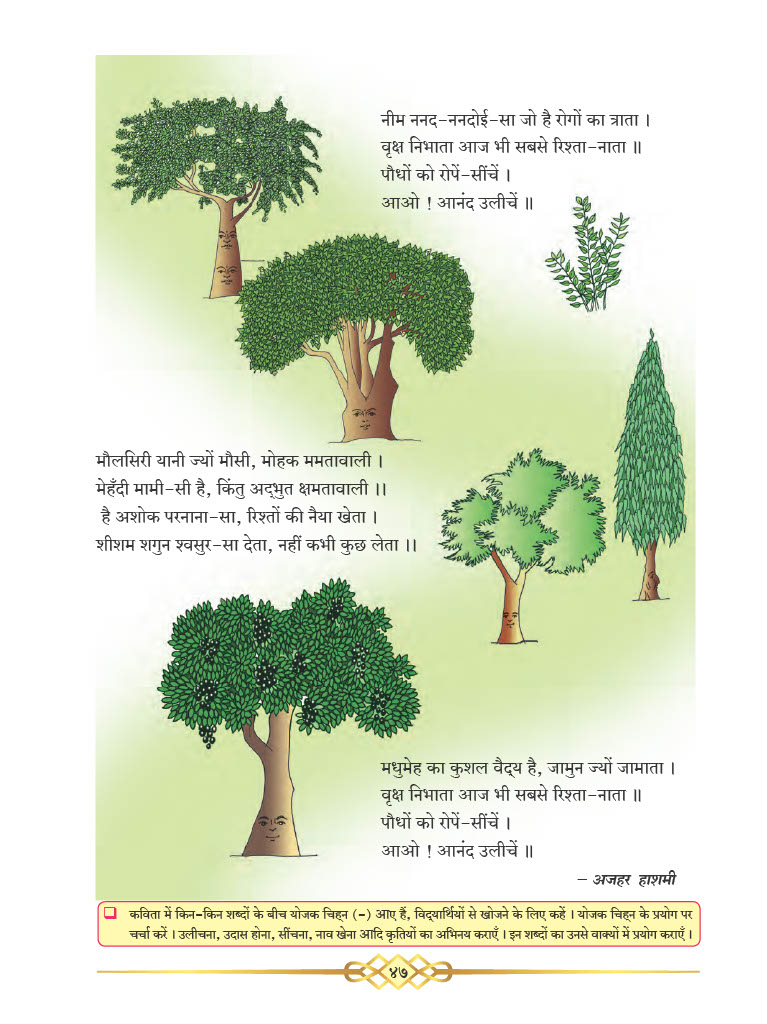 नीम ननद-ननदोई-सा जो है रोगों का त्राता ।
वृक्ष निभाता आज भी सबसे रिश्ता-नाता ॥
पौधों को रोपें-सींचें ।
आओ ! आनंद उलीचें ॥
मौलसिरी यानी ज्यों मौसी, मोहक ममतावाली ।
मेहँदी मामी-सी है, किंतु अद्‌भुत क्षमतावाली ।।
है अशोक परनाना-सा, रिश्तों की नैया खेता ।
शीशम शगुन श्वसुर-सा देता, नहीं कभी कुछ लेता ।।
मधुमेह का कुशल वैद्‌य है, जामुन ज्यों जामाता ।
वृक्ष निभाता आज भी सबसे रिश्ता-नाता ॥
पौधों को रोपें-सींचें ।
आओ ! आनंद उलीचें ॥
– अजहर हाशमी
कविता में किन-किन शब्दों के बीच योजक चिह्‌न (-) आए हैं, विद्‌यार्थियों से खोजने के लिए कहें । योजक चिह्‌न के प्रयोग पर
चर्चा करें । उलीचना, उदास होना, सींचना, नाव खेना आदि कृतियों का अभिनय कराएँ । इन शब्दों का उनसे वाक्यों में प्रयोग कराएँ ।
४७